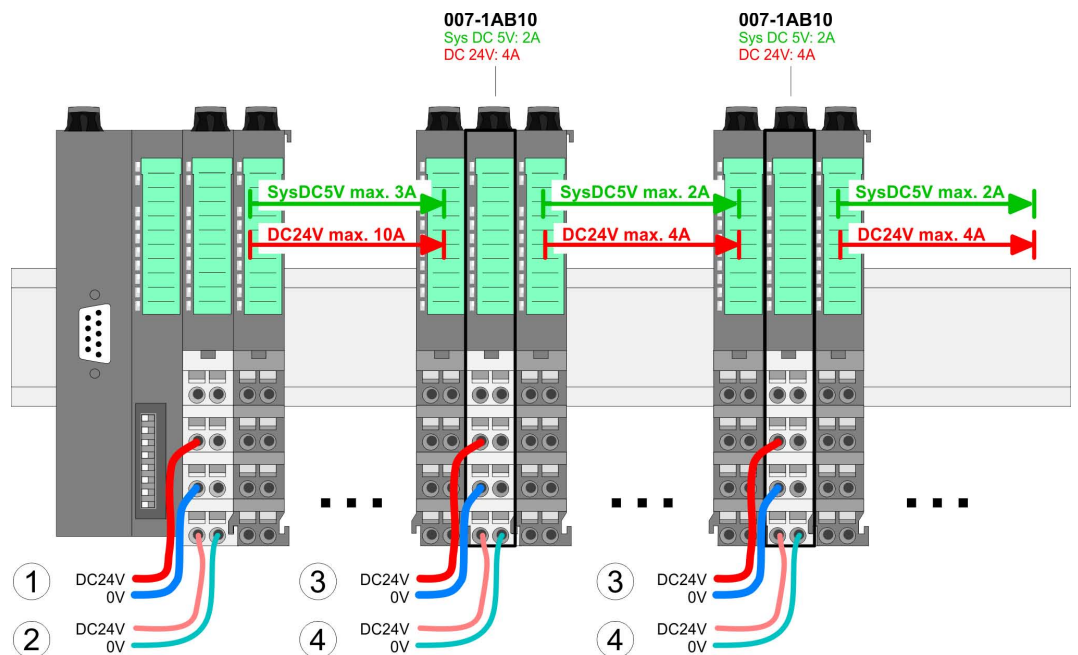 007-1AB10
Sys DC 5V: 2A
DC 24V: 4A
007-1AB10
Sys DC 5V: 2A
DC 24V: 4A
SysDC5V max. 3A
SysDC5V max. 2A
SysDC5V max. 2A
DC24V max. 10A
DC24V max. 4A
DC24V max. 4A
1
DC24V
0V
3
DC24V
0V
3
DC24V
0V
2
DC24V
0V
4
DC24V
0V
4
DC24V
0V